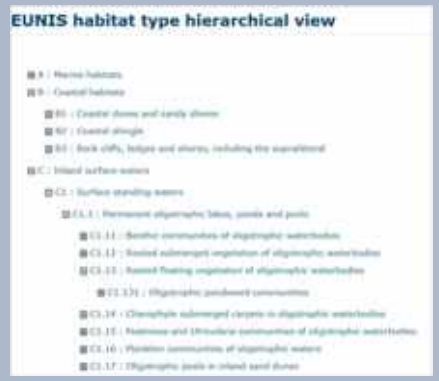 EUNIS habitat type hierarchical view
A : Marine habitats
B : Coastal habitats
B1 : Coastal dunes and sandy shores
B2 : Coastal shingle
B3 : Rock cliffs, ledges and shores, including the supralittoral
C : Inland surface waters
C1 : Surface standing waters
C1.1 : Permanent oligotrophic lakes, ponds and pools
C1.11 : Benthic communities of oligotrophic waterbodies
C1.12 : Rooted submerged vegetation of oligotrophic waterbodies
C1.13 : Rooted floating vegetation of oligotrophic waterbodies
C1.131 : Oligotrophic pondweed communities
C1.14 : Charophyte submerged carpets in oligotrophic waterbodies
C1.15 : Peatmoss and Utricularia communities of oligotrophic waterbodies
C1.16 : Plankton communities of oligotrophic waters
C1.17 : Oligotrophic pools in inland sand dunes